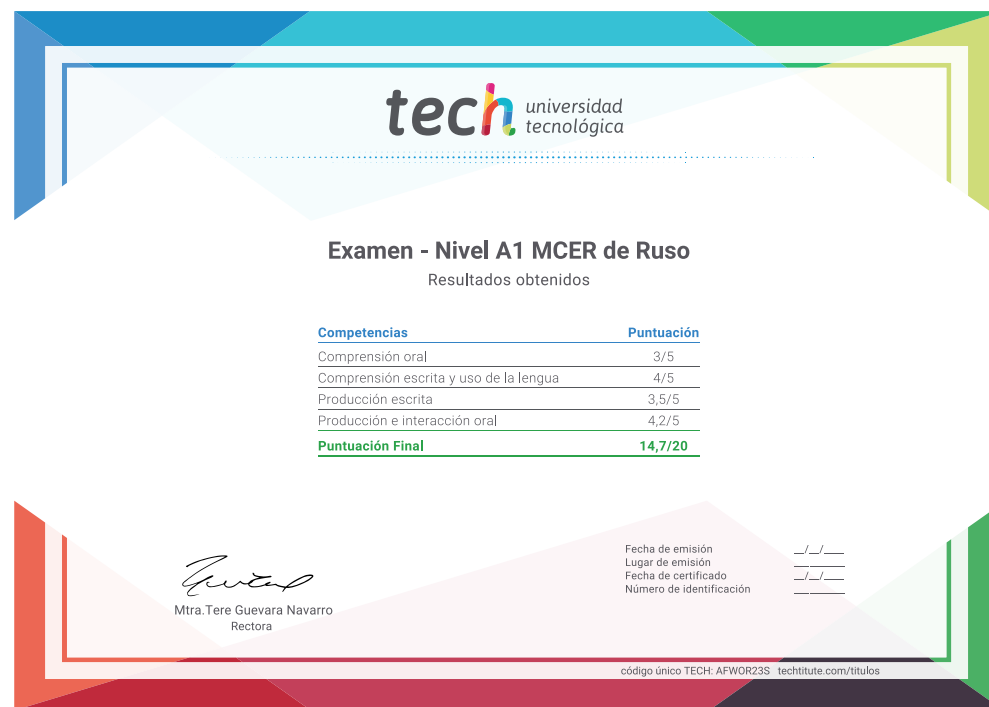 tech universidad
tecnológica
Examen - Nivel A1 MCER de Ruso
Resultados obtenidos
Competencias Puntuación
Comprensión oral 3/5
Comprensión escrita y uso de la lengua 4/5
Producción escrita 3,5/5
Producción e interacción oral 4,2/5
Puntuación Final 14,7/20
Fecha de emisión __/__/____
Lugar de emisión ________
Fecha de certificado __/__/____
Número de identificación ________
Mtra.Tere Guevara Navarro
Rectora
código único TECH: AFWOR23S techtitute.com/titulos